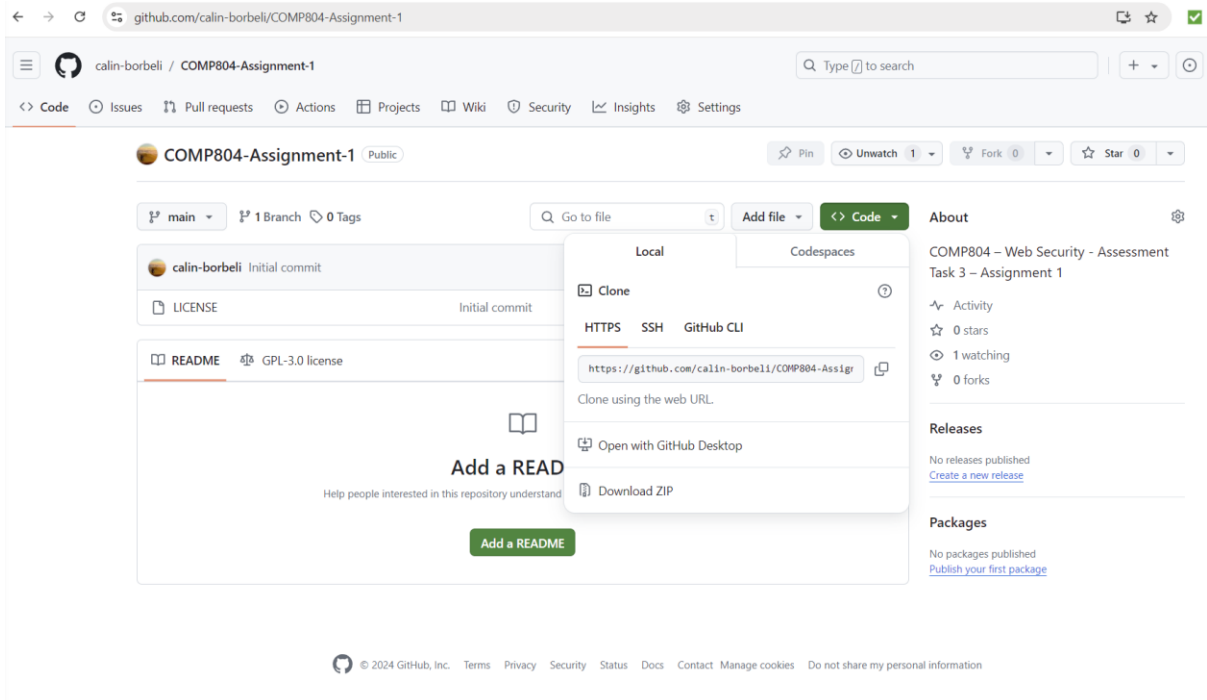 github.com/calin-borbeli/COMP804-Assignment-1
calin-borbeli / COMP804-Assignment-1
Type / to search
Code Issues Pull requests Actions Projects Wiki Security Insights Settings
COMP804-Assignment-1 Public
Pin Unwatch 1 Fork 0 Star 0
main 1 Branch 0 Tags
Go to file t Add file Code
calin-borbeli Initial commit
LICENSE Initial commit
README GPL-3.0 license
Add a READ
Help people interested in this repository understand
Add a README
Local Codespaces
Clone
HTTPS SSH GitHub CLI
https://github.com/calin-borbeli/COMP804-Assigr
Clone using the web URL.
Open with GitHub Desktop
Download ZIP
About
COMP804 – Web Security - Assessment
Task 3 – Assignment 1
Activity
0 stars
1 watching
0 forks
Releases
No releases published
Create a new release
Packages
No packages published
Publish your first package
© 2024 GitHub, Inc. Terms Privacy Security Status Docs Contact Manage cookies Do not share my personal information